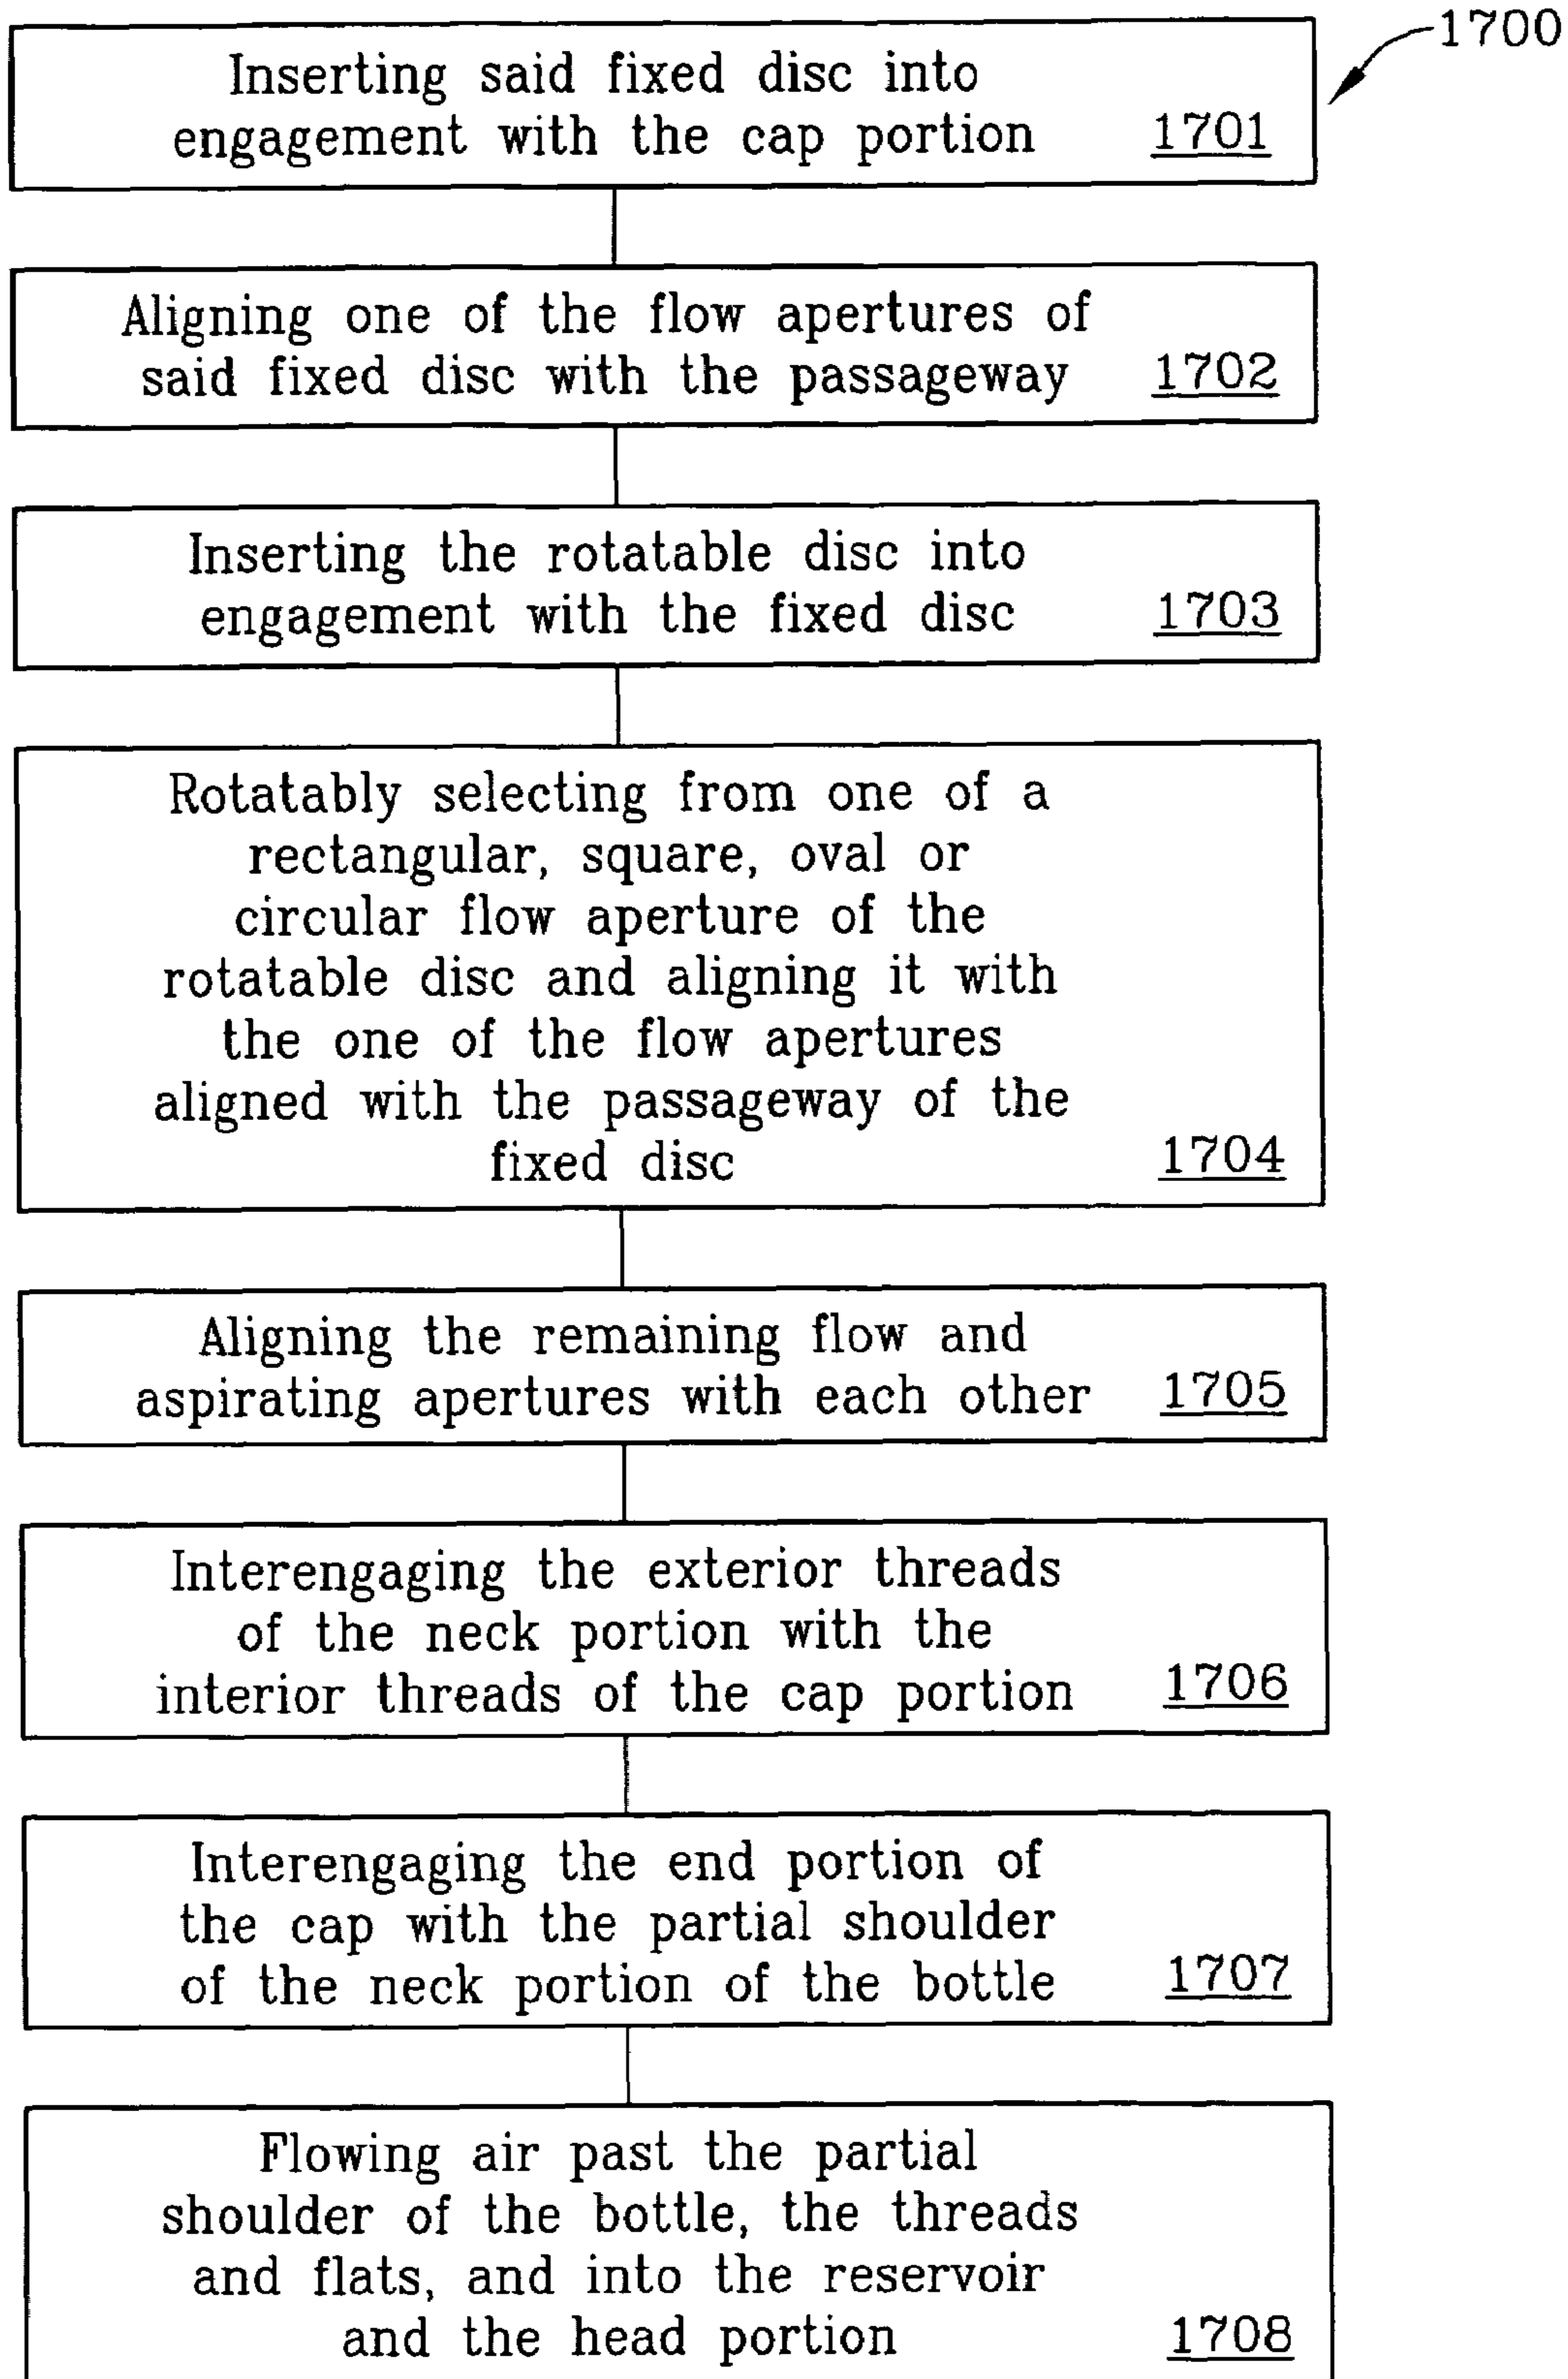 1700
Inserting said fixed disc into
engagement with the cap portion 1701
Aligning one of the flow apertures of
said fixed disc with the passageway 1702
Inserting the rotatable disc into
engagement with the fixed disc 1703
Rotatably selecting from one of a
rectangular, square, oval or
circular flow aperture of the
rotatable disc and aligning it with
the one of the flow apertures
aligned with the passageway of the
fixed disc 1704
Aligning the remaining flow and
aspirating apertures with each other 1705
Interengaging the exterior threads
of the neck portion with the
interior threads of the cap portion 1706
Interengaging the end portion of
the cap with the partial shoulder
of the neck portion of the bottle 1707
Flowing air past the partial
shoulder of the bottle, the threads
and flats, and into the reservoir
and the head portion 1708